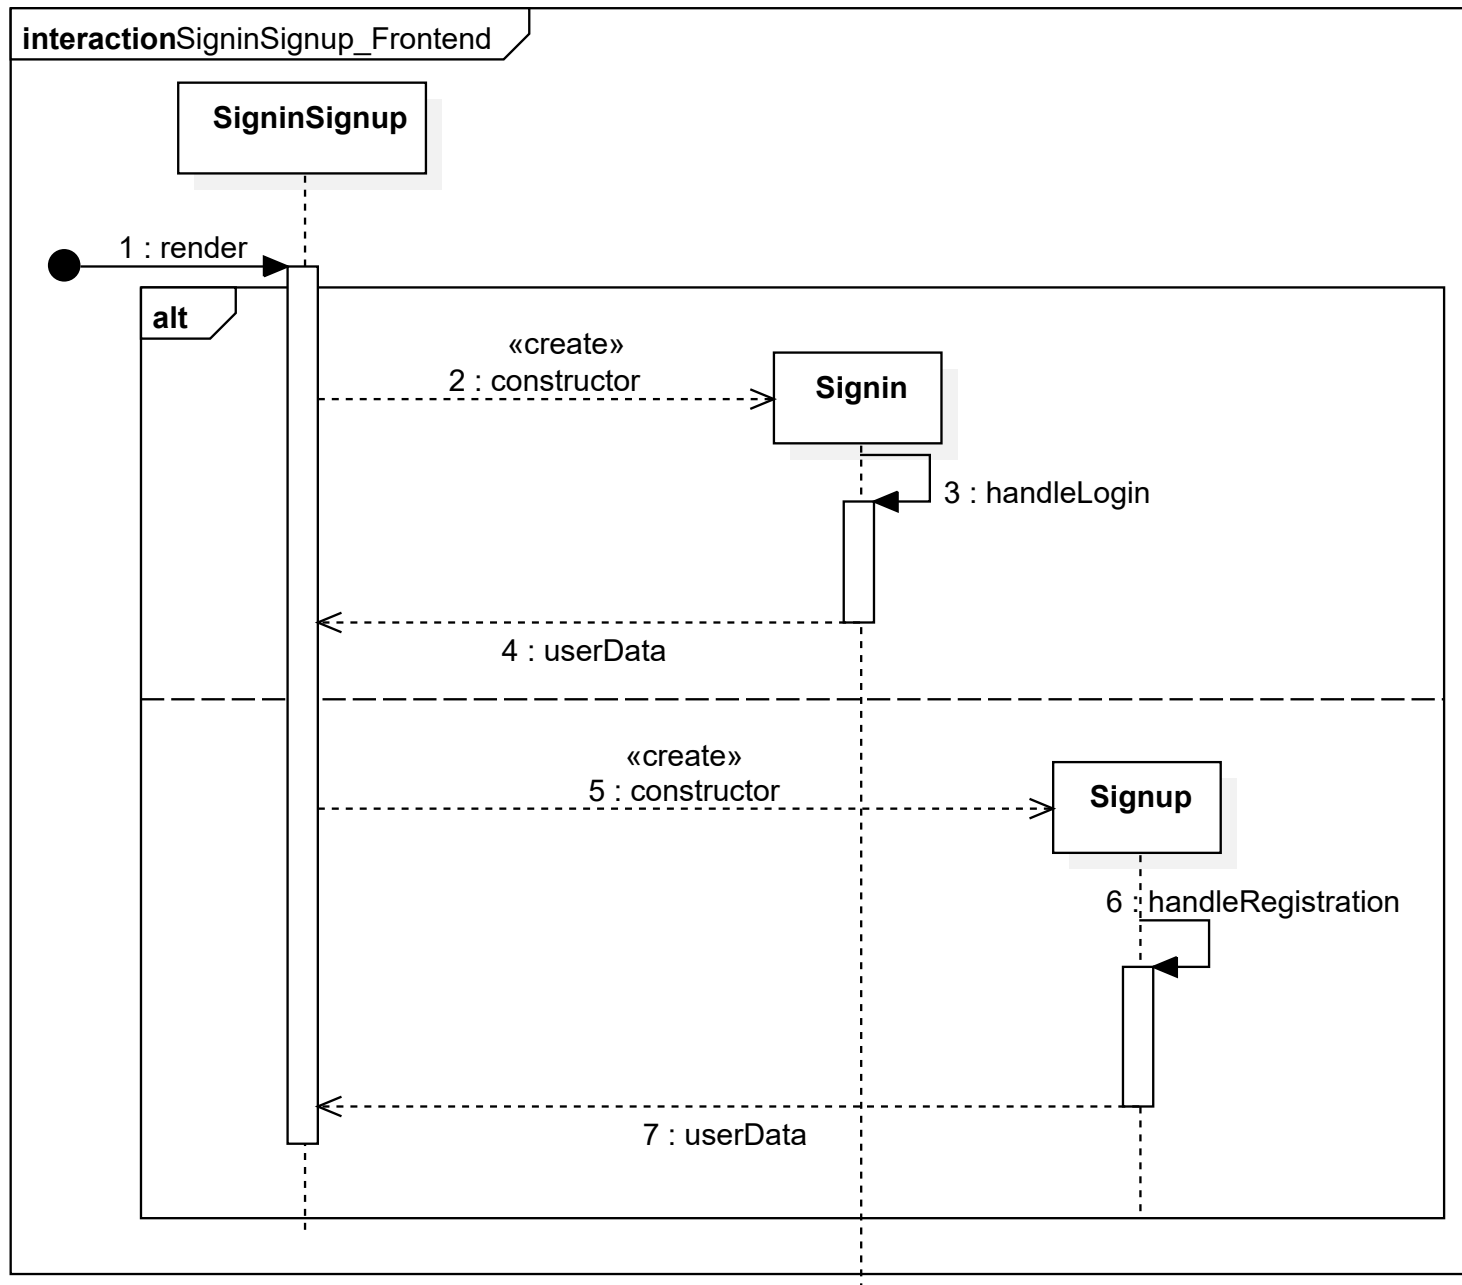 interactionSigninSignup_Frontend
SigninSignup
1 : render
alt
«create»
2 : constructor
Signin
3 : handleLogin
4 : userData
«create»
5 : constructor
Signup
6 : handleRegistration
7 : userData